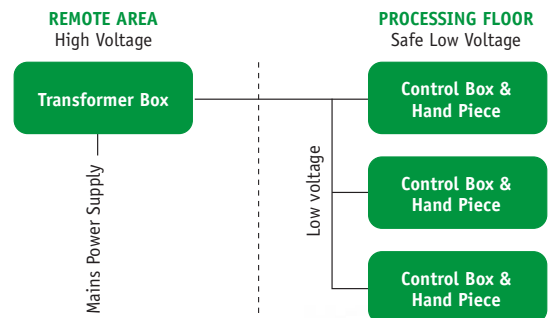 REMOTE AREA
High Voltage
Transformer Box
Mains Power Supply
PROCESSING FLOOR
Safe Low Voltage
Low voltage
Control Box &
Hand Piece
Control Box &
Hand Piece
Control Box &
Hand Piece